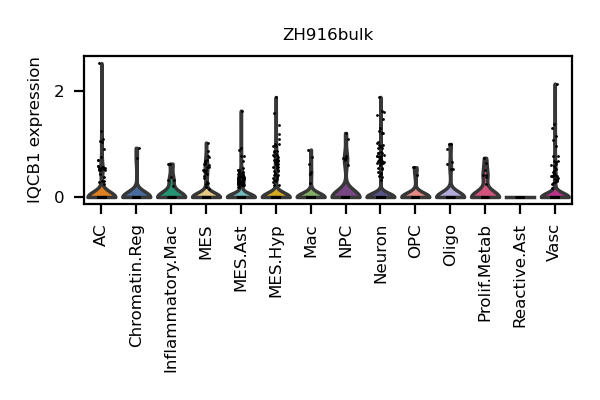 ZH916bulk
IQCB1 expression
2
0
AC
Chromatin.Reg
Inflammatory.Mac
MES
MES.Ast
MES.Hyp
Mac
NPC
Neuron
OPC
Oligo
Prolif.Metab
Reactive.Ast
Vasc